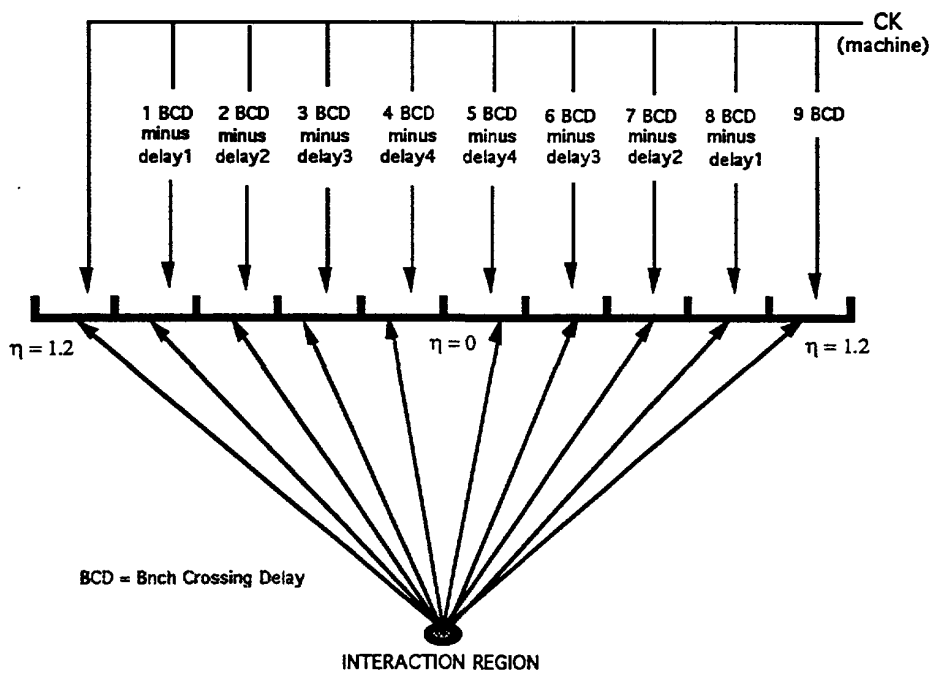 CK
(machine)
1 BCD
minus
delay1
2 BCD
minus
delay2
3 BCD
minus
delay3
4 BCD
minus
delay4
5 BCD
minus
delay4
6 BCD
minus
delay3
7 BCD
minus
delay2
8 BCD
minus
delay1
9 BCD
η = 1.2
η = 0
η = 1.2
BCD = Bnch Crossing Delay
INTERACTION REGION